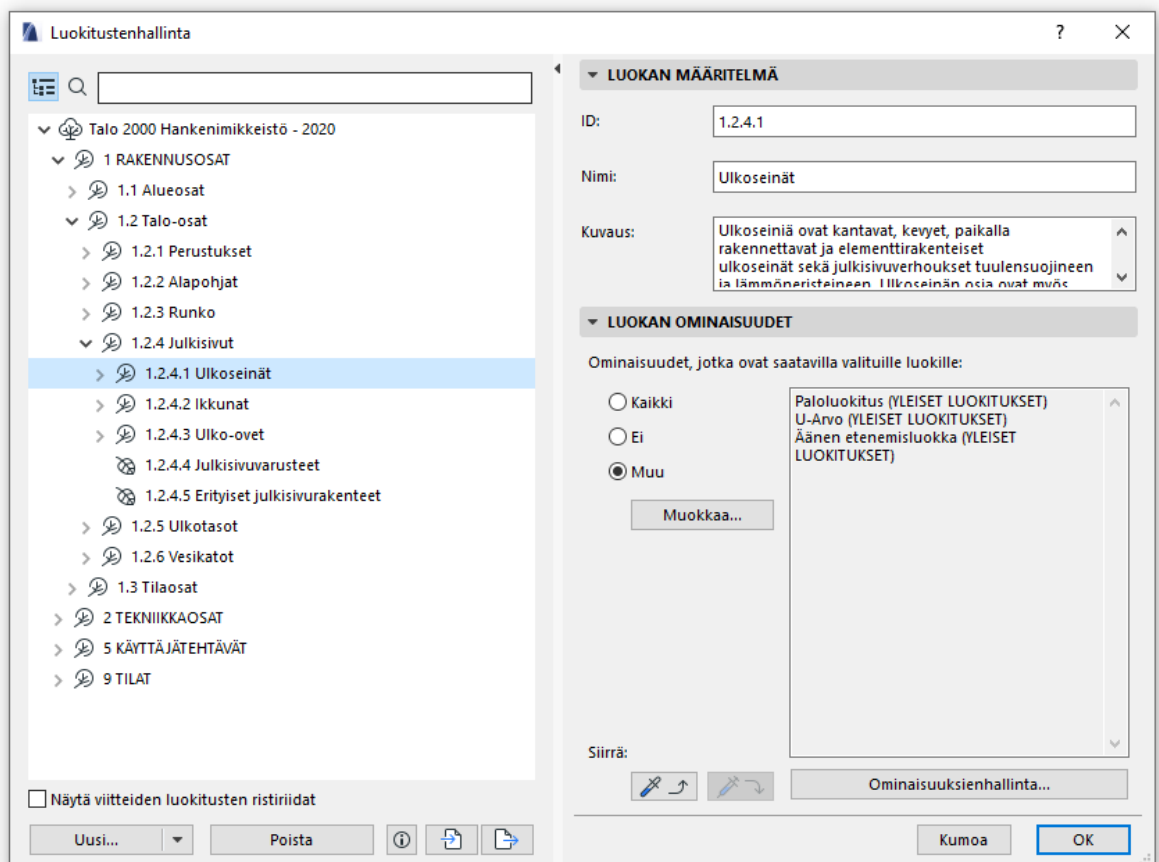 Luokitustenhallinta
Talo 2000 Hankenimikkeistö - 2020
1 RAKENNUSOSAT
1.1 Alueosat
1.2 Talo-osat
1.2.1 Perustukset
1.2.2 Alapohjat
1.2.3 Runko
1.2.4 Julkisivut
1.2.4.1 Ulkoseinät
1.2.4.2 Ikkunat
1.2.4.3 Ulko-ovet
1.2.4.4 Julkisivuvarusteet
1.2.4.5 Erityiset julkisivurakenteet
1.2.5 Ulkotasot
1.2.6 Vesikatot
1.3 Tilaosat
2 TEKNIIKKAOSAT
5 KÄYTTÄJÄTEHTÄVÄT
9 TILAT
Näytä viitteiden luokitusten ristiriidat
Uusi...
Poista
LUOKAN MÄÄRITELMÄ
ID:
1.2.4.1
Nimi:
Ulkoseinät
Kuvaus:
Ulkoseiniä ovat kantavat, kevyet, paikalla
rakennettavat ja elementtirakenteiset
ulkoseinät sekä julkisivuverhoukset tuulensuojineen
ja lämmöneristeineen. Ulkoseinän osia ovat myös
LUOKAN OMINAISUUDET
Ominaisuudet, jotka ovat saatavilla valituille luokille:
Kaikki
Ei
Muu
Muokkaa...
Paloluokitus (YLEISET LUOKITUKSET)
U-Arvo (YLEISET LUOKITUKSET)
Äänen etenemisluokka (YLEISET
LUOKITUKSET)
Siirrä:
Ominaisuuksienhallinta...
Kumoa
OK